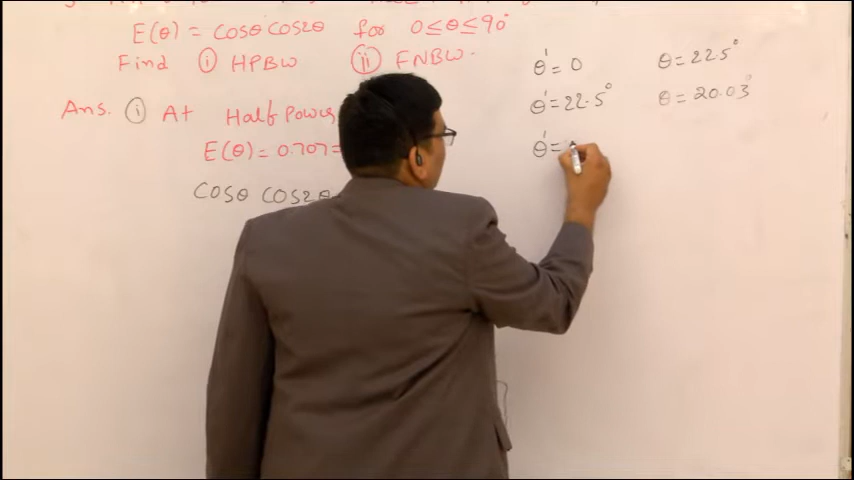 E(θ) = cosθ cos2θ for 0≤θ≤90°
Find (i) HPBW (ii) FNBW.
Ans. (i) At Half Power
E(θ) = 0.707=
cosθ cos2θ
θ' = 0 θ = 22.5°
θ' = 22.5° θ = 20.03°
θ' =